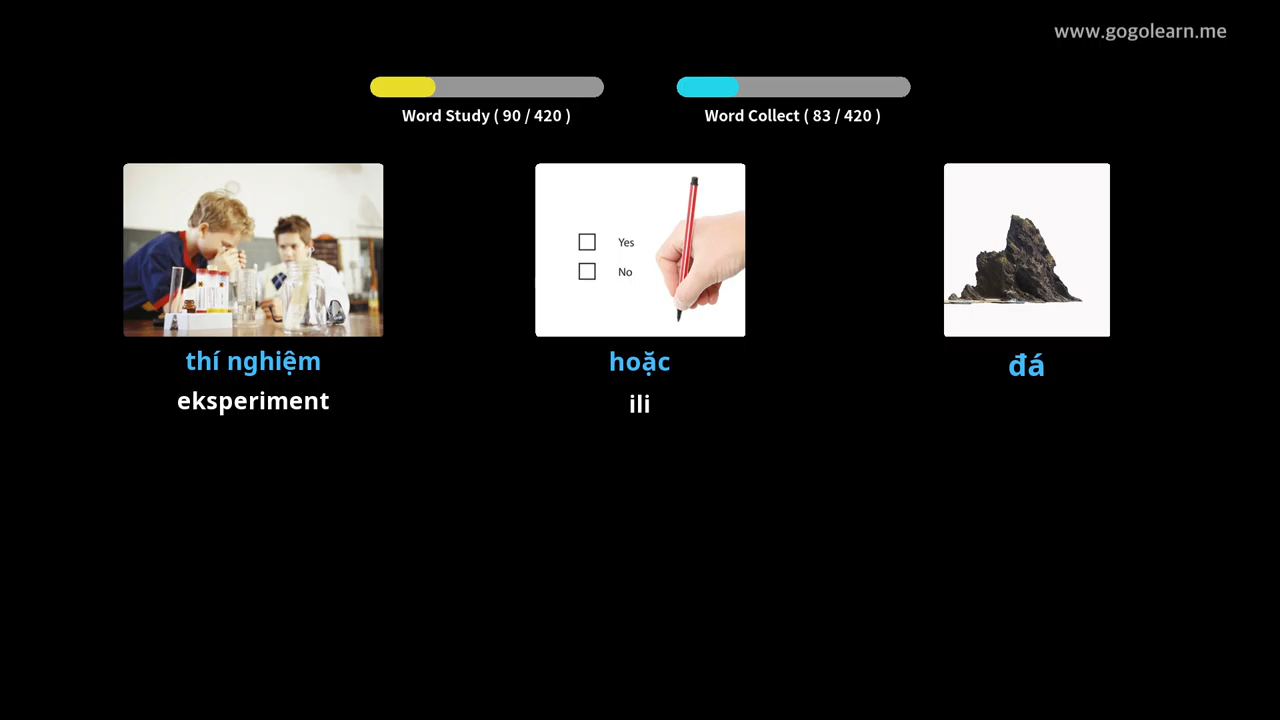 www.gogolearn.me
Word Study ( 90 / 420 )
Word Collect ( 83 / 420 )
Yes
No
thí nghiệm
hoặc
đá
eksperiment
ili